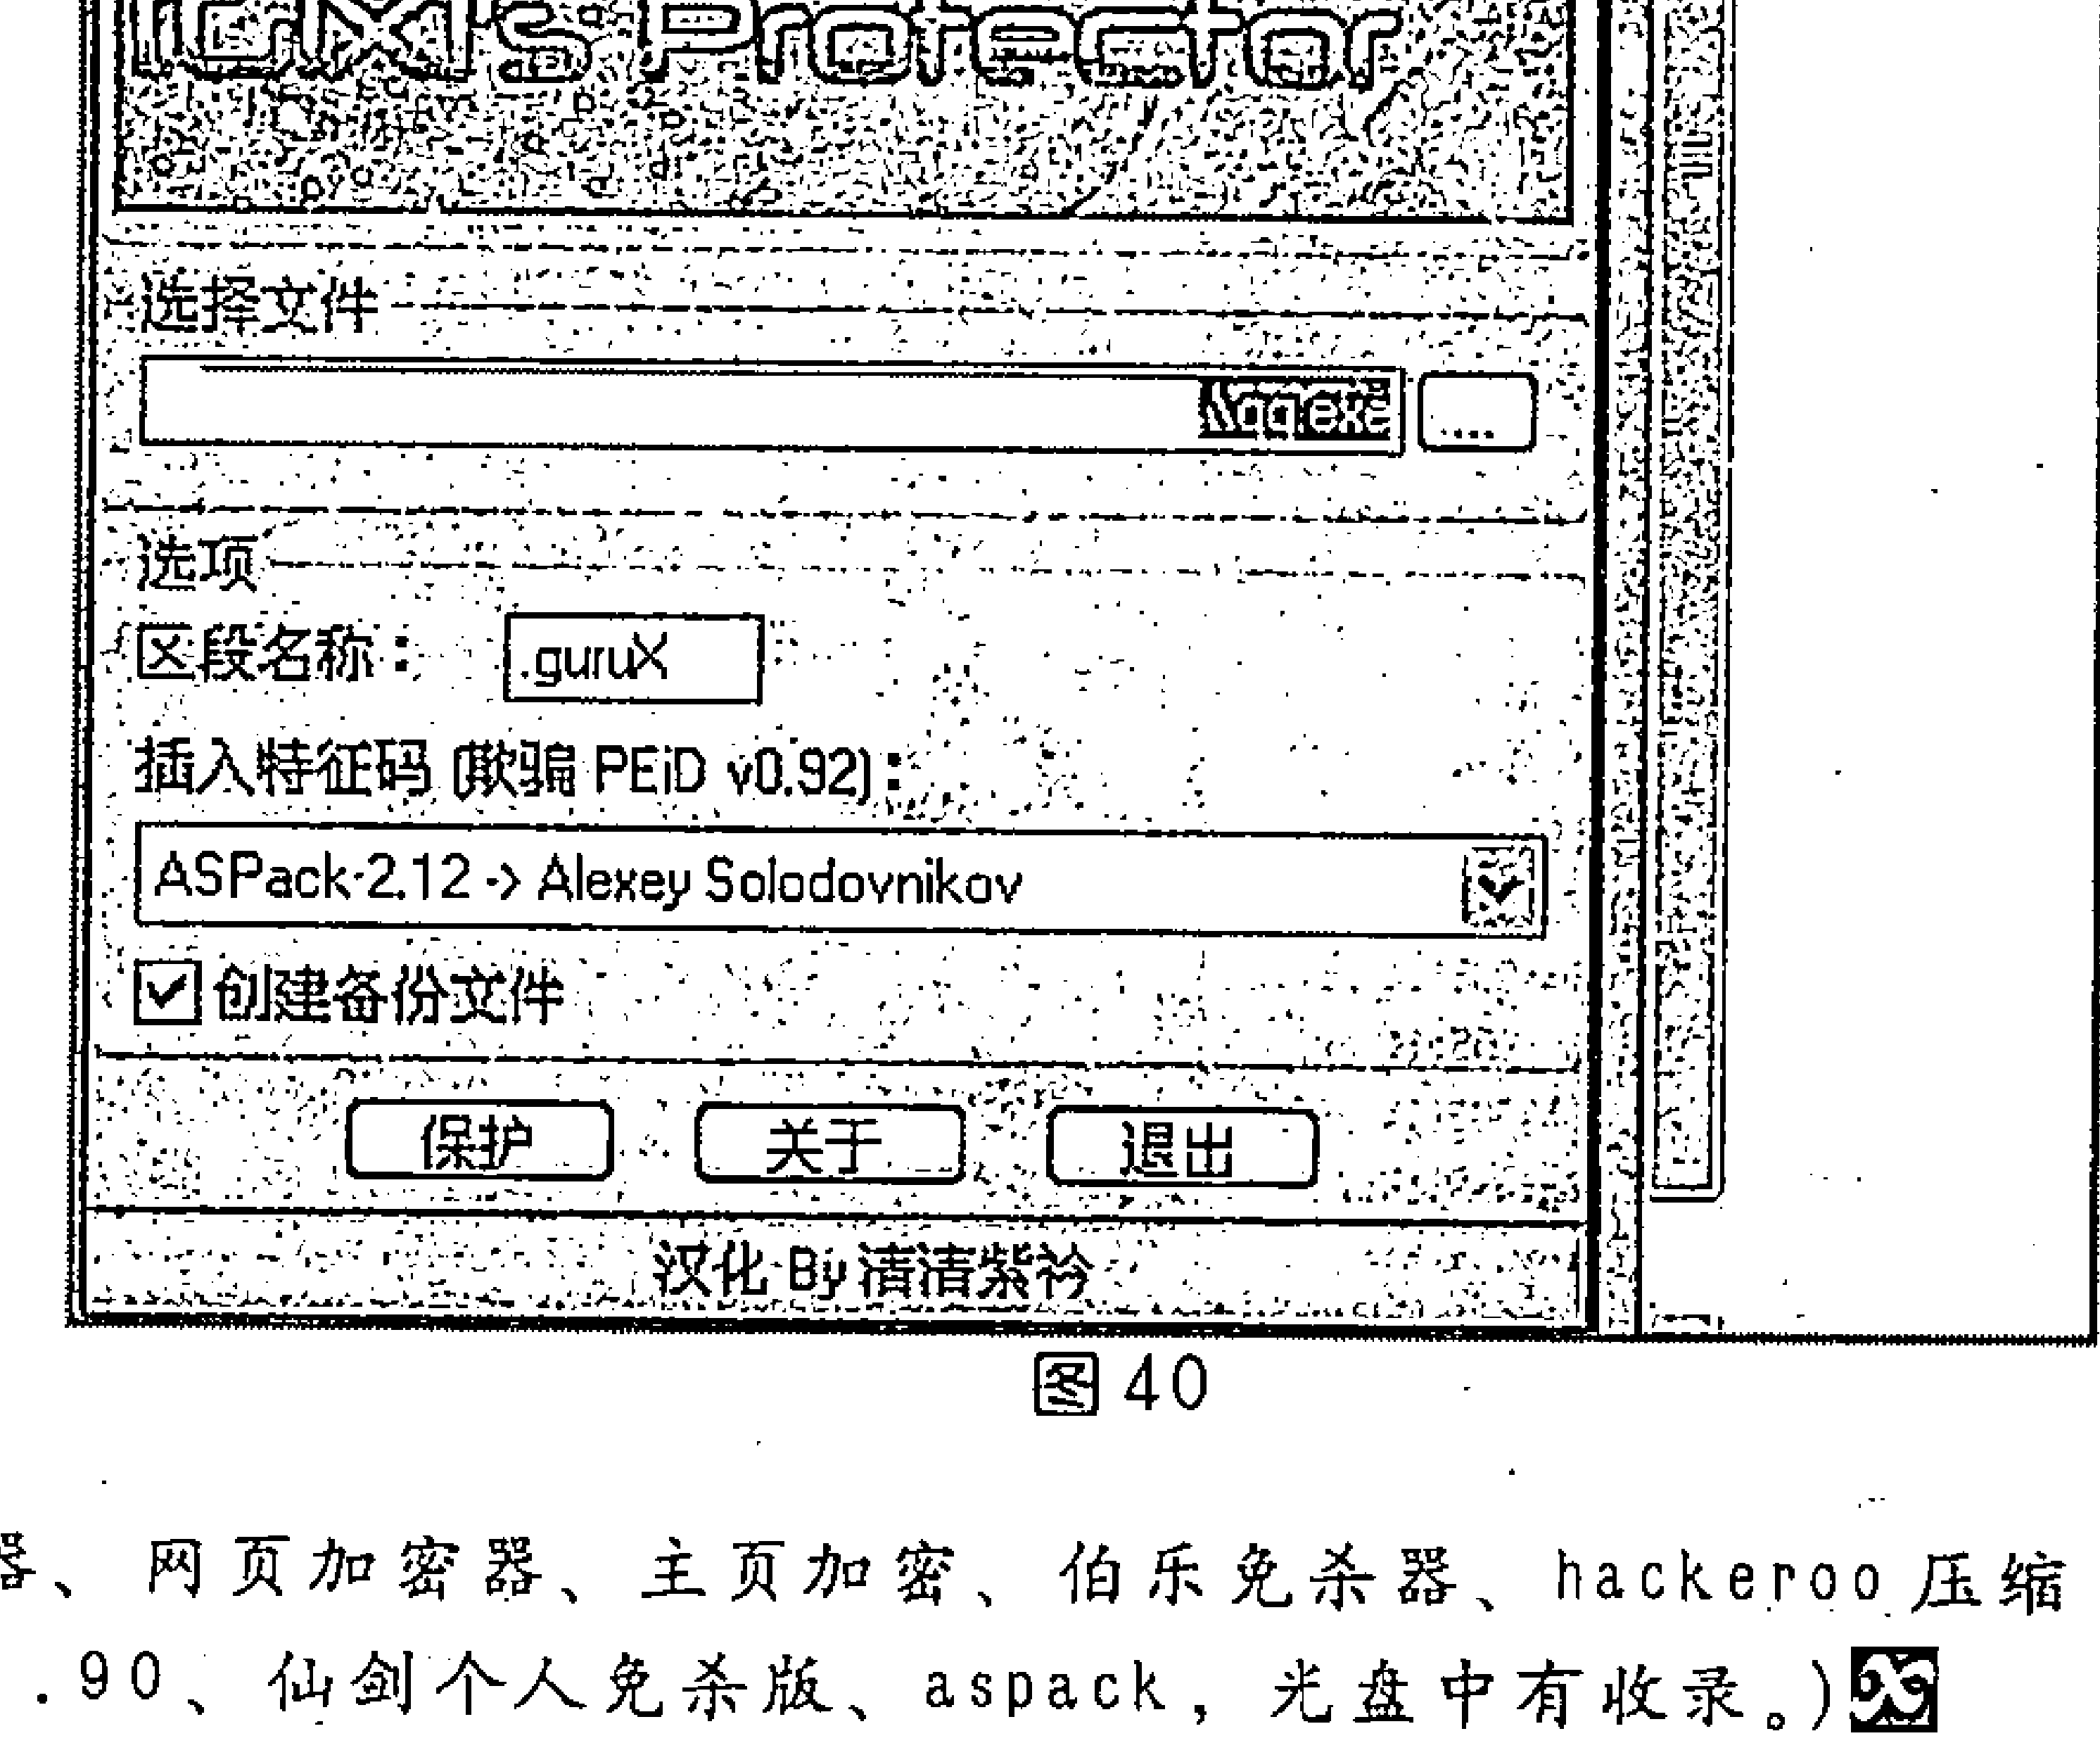 's Protector
选择文件
\qq.exe
....
选项
区段名称：
.guruX
插入特征码 (欺骗 PEiD v0.92)：
ASPack 2.12 -> Alexey Solodovnikov
创建备份文件
保护
关于
退出
汉化 By 清清紫衿
图 40
器、网页加密器、主页加密、伯乐免杀器、hackeroo 压缩
.90、仙剑个人免杀版、aspack，光盘中有收录。)